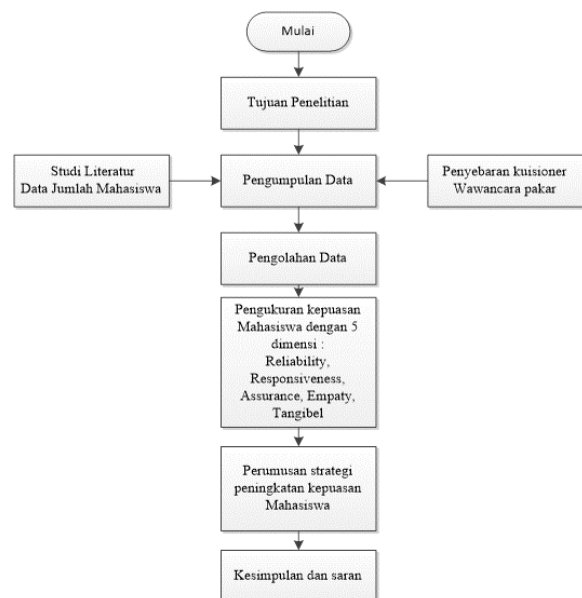 Mulai
Tujuan Penelitian
Studi Literatur
Data Jumlah Mahasiswa
Pengumpulan Data
Penyebaran kuisioner
Wawancara pakar
Pengolahan Data
Pengukuran kepuasan
Mahasiswa dengan 5
dimensi :
Reliability,
Responsiveness,
Assurance, Empaty,
Tangibel
Perumusan strategi
peningkatan kepuasan
Mahasiswa
Kesimpulan dan saran